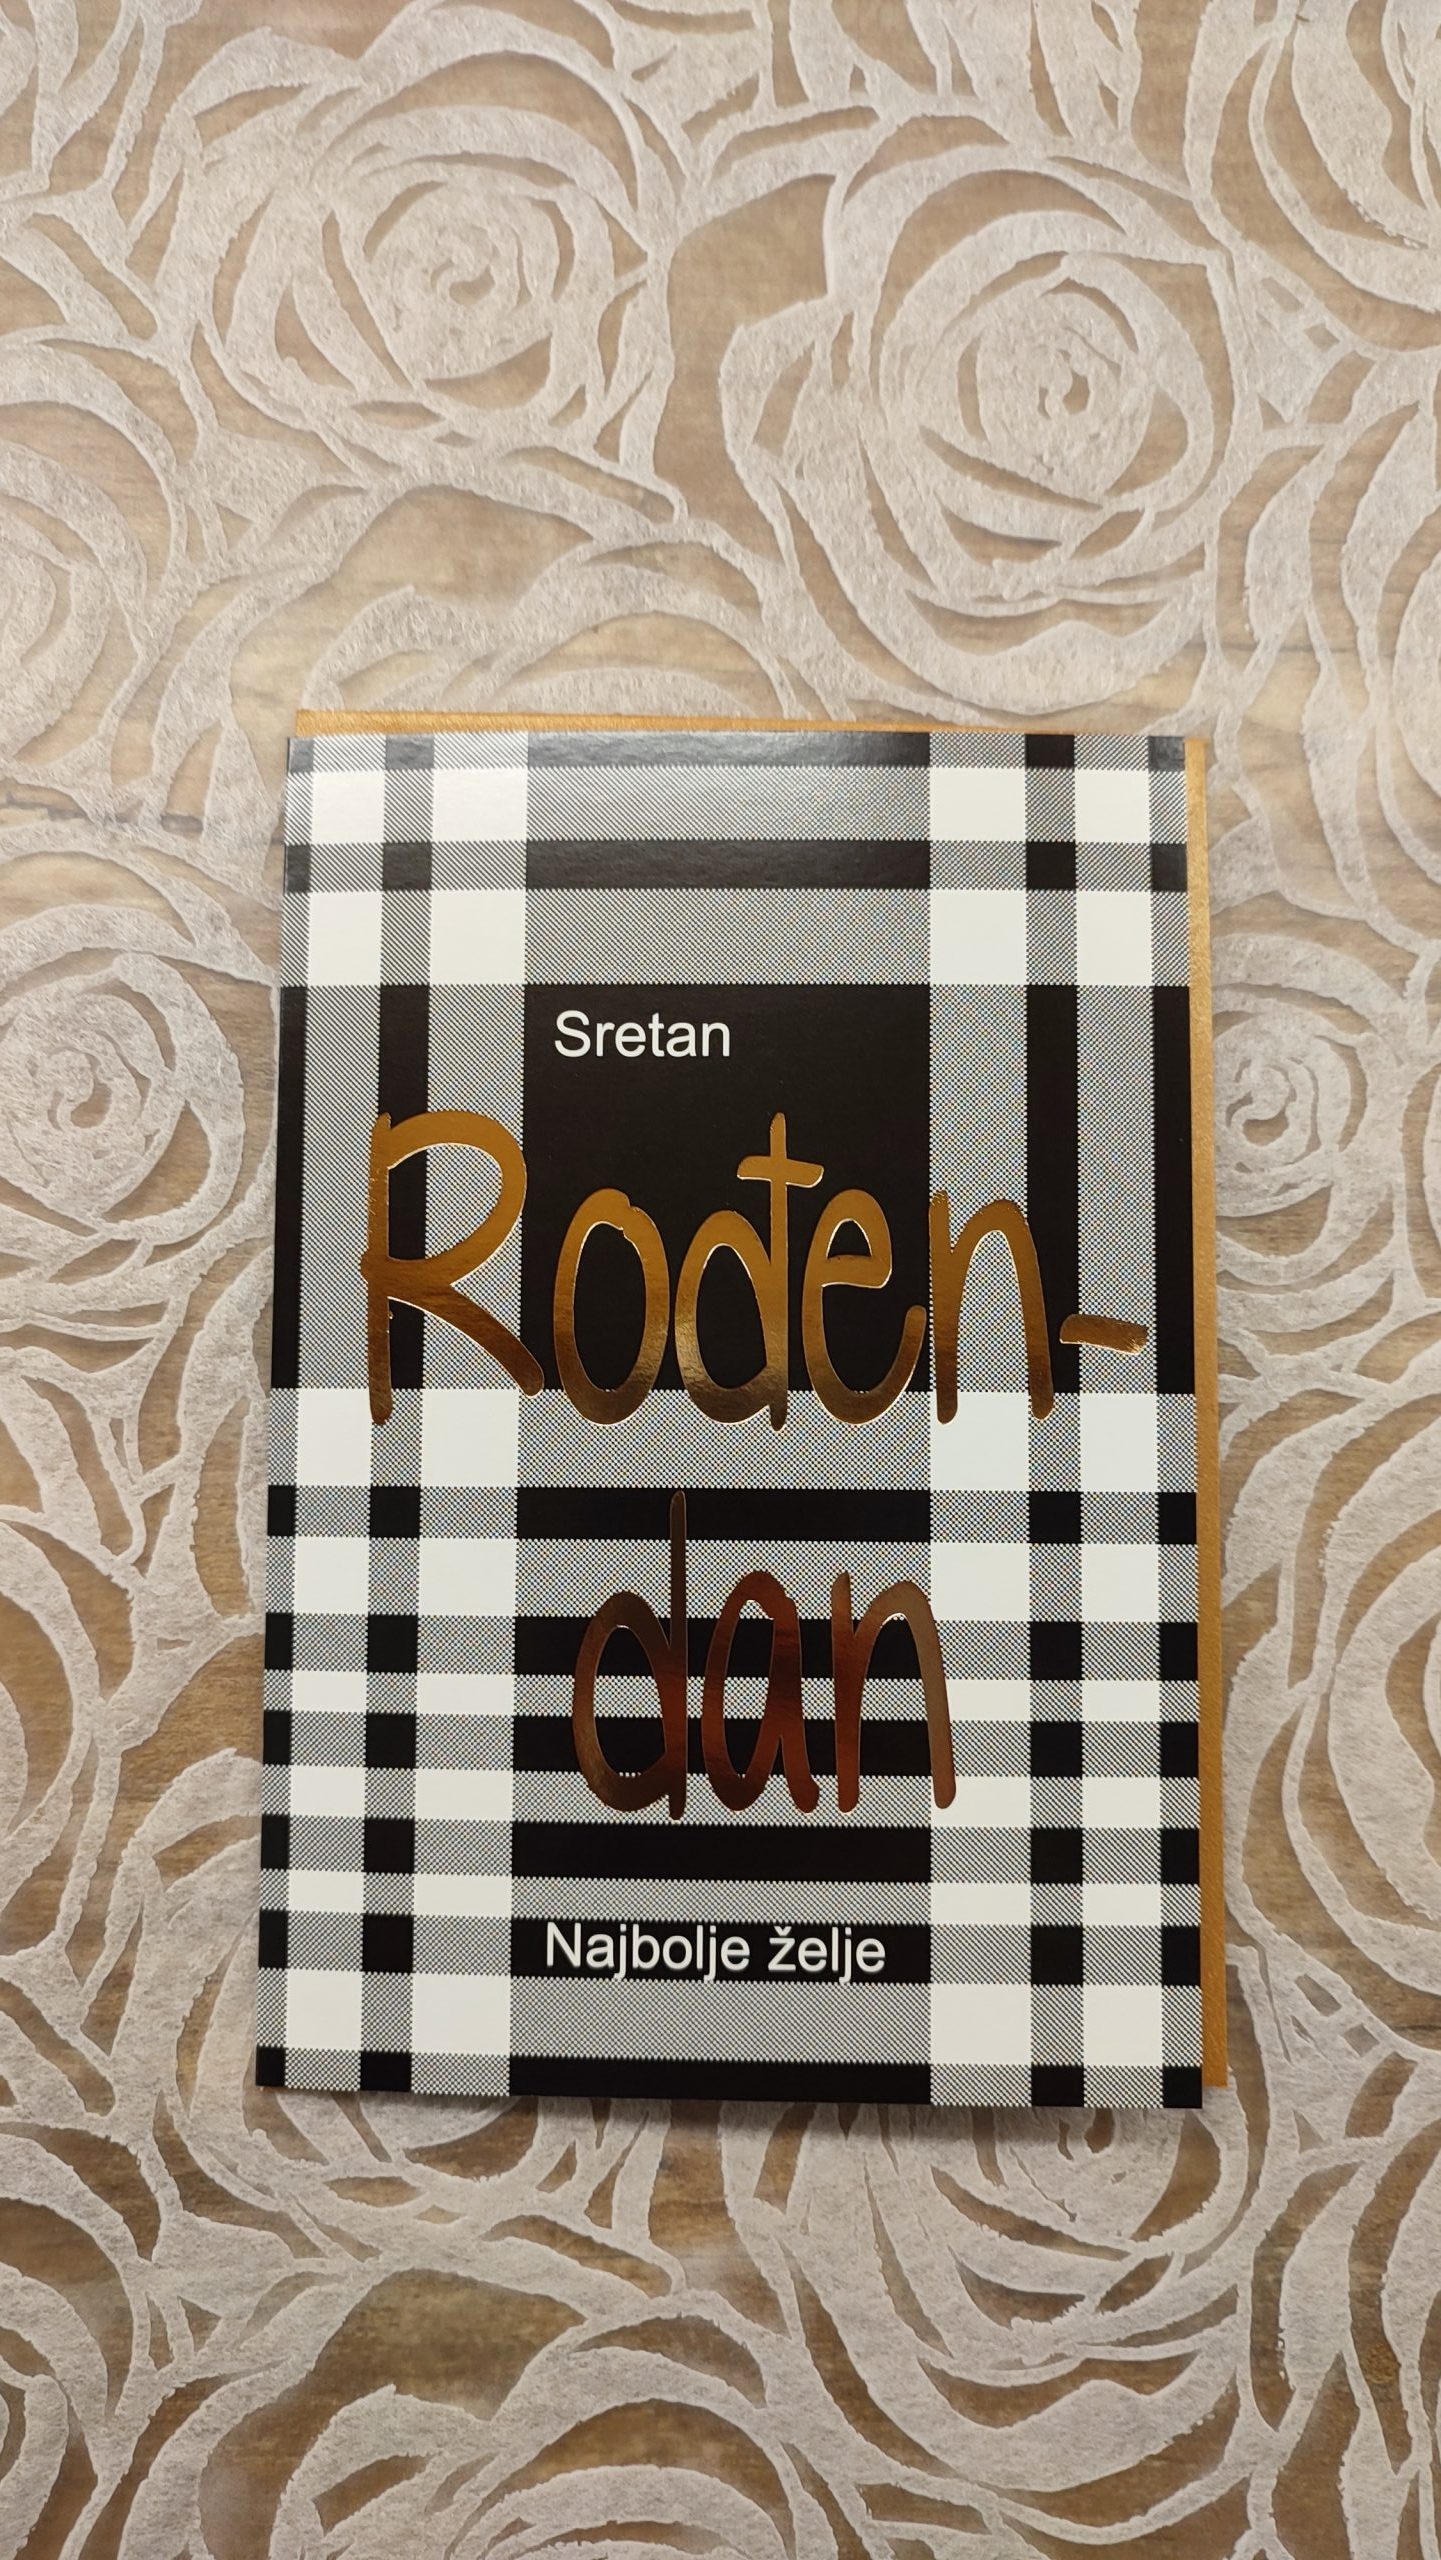 Sretan
Rođen-
dan
Najbolje želje